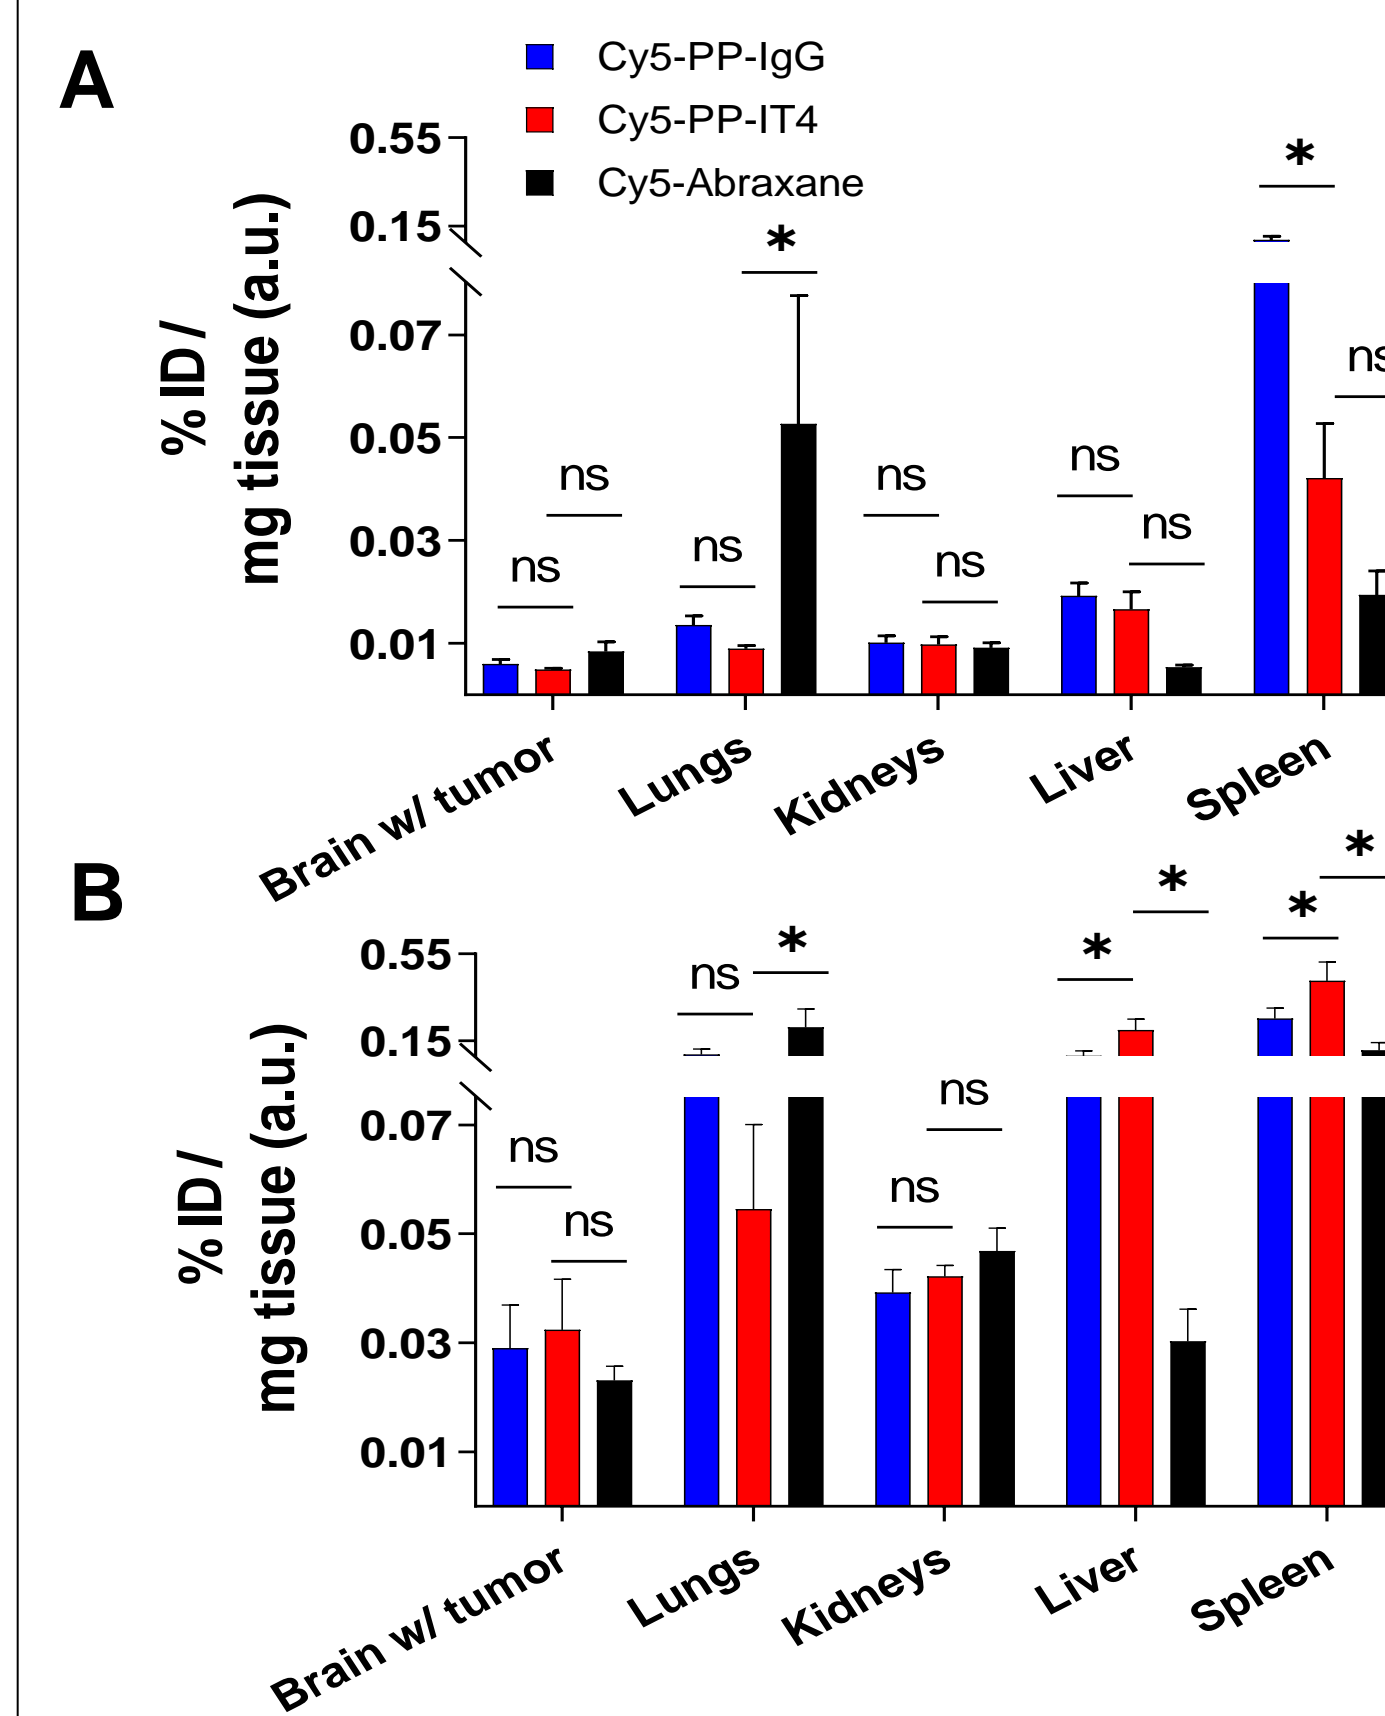 A
Cy5-PP-IgG
Cy5-PP-IT4
Cy5-Abraxane
% ID /
mg tissue (a.u.)
0.55
0.15
0.07
0.05
0.03
0.01
ns
ns
ns
*
ns
ns
ns
ns
*
ns
Brain w/ tumor
Lungs
Kidneys
Liver
Spleen
B
% ID /
mg tissue (a.u.)
0.55
0.15
0.07
0.05
0.03
0.01
ns
ns
ns
*
ns
ns
*
*
*
*
Brain w/ tumor
Lungs
Kidneys
Liver
Spleen